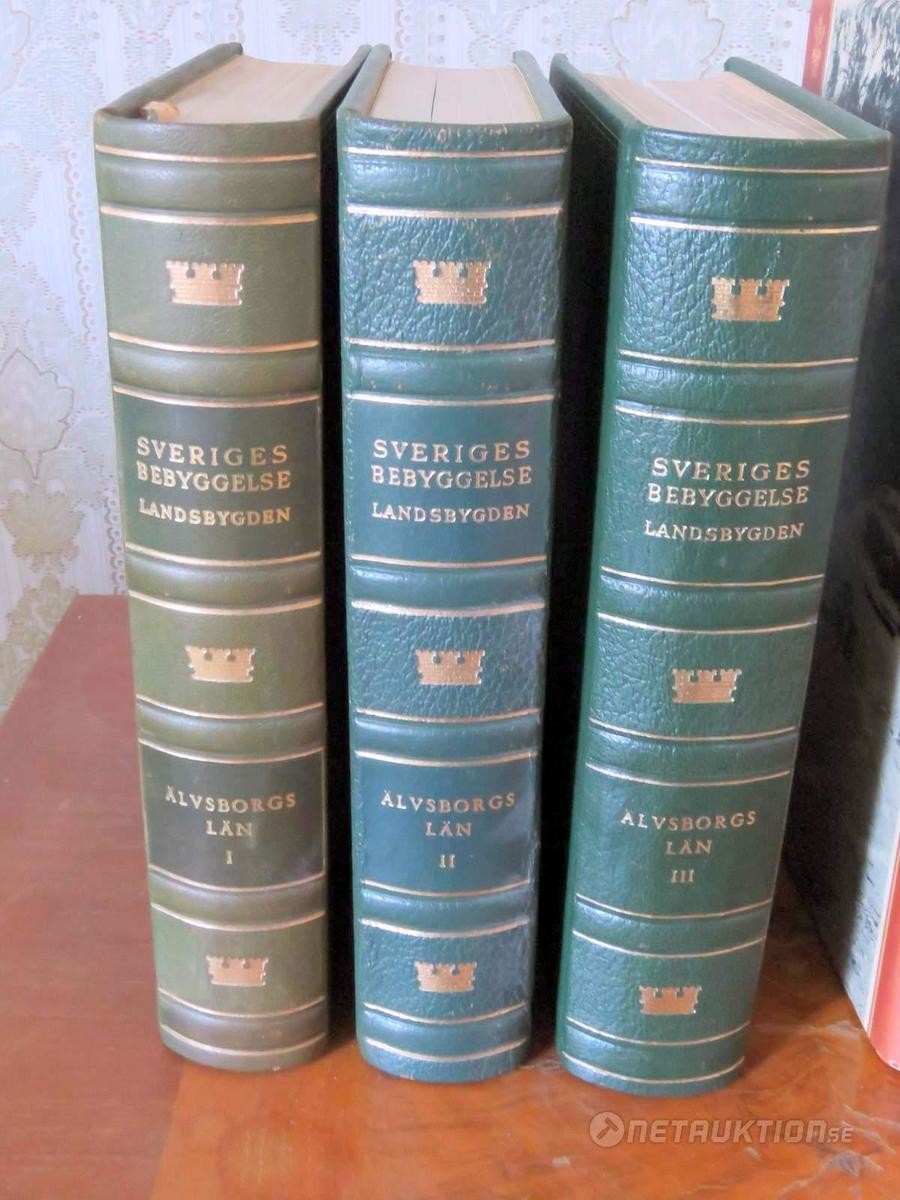 SVERIGES
BEBYGGELSE
LANDSBYGDEN
ÄLVSBORGS
LÄN
I
SVERIGES
BEBYGGELSE
LANDSBYGDEN
ÄLVSBORGS
LÄN
II
SVERIGES
BEBYGGELSE
LANDSBYGDEN
ÄLVSBORGS
LÄN
III
NETAUKTION.SE